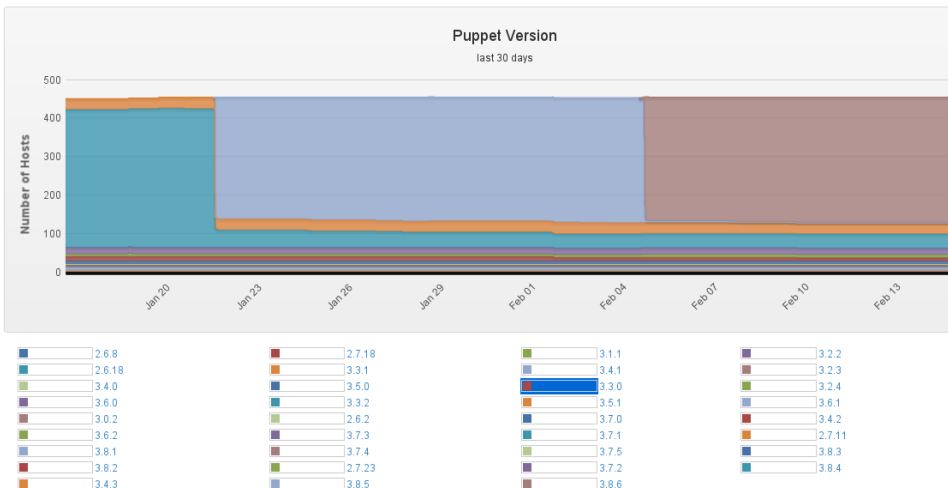 Puppet Version
last 30 days
500
400
300
200
100
0
Number of Hosts
Jan 20
Jan 23
Jan 26
Jan 29
Feb 01
Feb 04
Feb 07
Feb 10
Feb 13
2.6.8 2.7.18 3.1.1 3.2.2
2.6.18 3.3.1 3.4.1 3.2.3
3.4.0 3.5.0 3.3.0 3.2.4
3.6.0 3.3.2 3.5.1 3.6.1
3.0.2 2.6.2 3.7.0 3.4.2
3.6.2 3.7.3 3.7.1 2.7.11
3.8.1 3.7.4 3.7.5 3.8.3
3.8.2 2.7.23 3.7.2 3.8.4
3.4.3 3.8.5 3.8.6